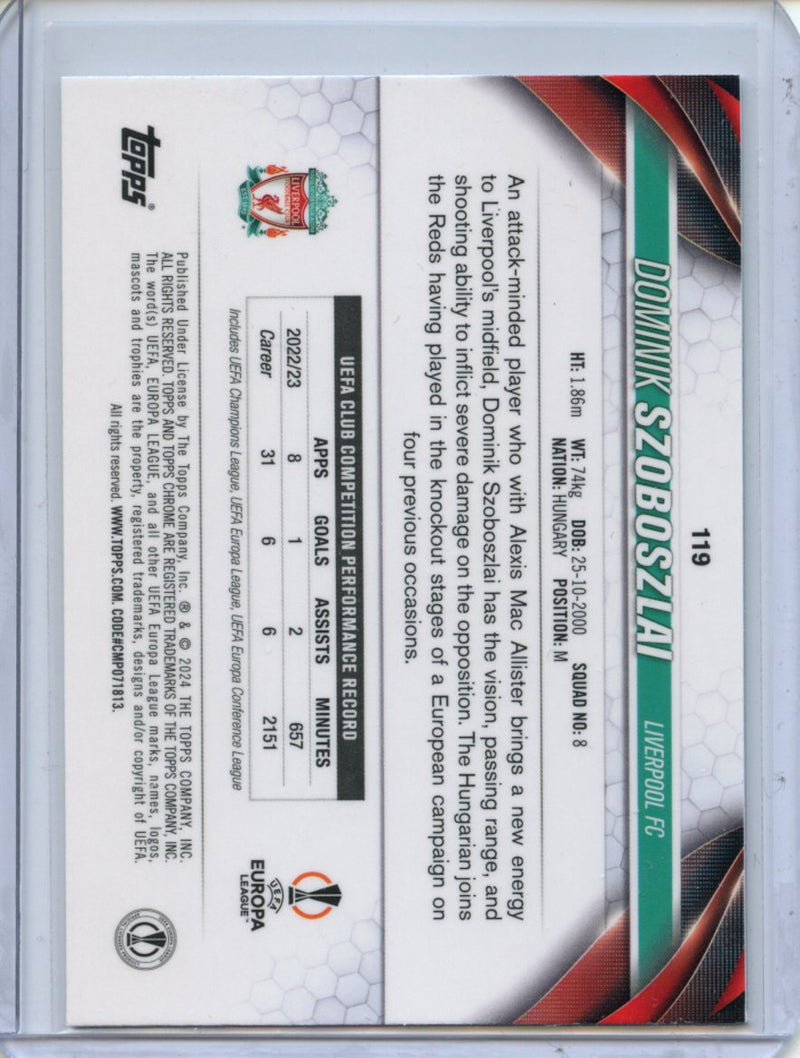 119
DOMINIK SZOBOSZLAI LIVERPOOL FC
HT: 1.86m WT: 74kg DOB: 25-10-2000 SQUAD NO: 8
NATION: HUNGARY POSITION: M
An attack-minded player who with Alexis Mac Allister brings a new energy
to Liverpool's midfield, Dominik Szoboszlai has the vision, passing range, and
shooting ability to inflict severe damage on the opposition. The Hungarian joins
the Reds having played in the knockout stages of a European campaign on
four previous occasions.
LIVERPOOL
UEFA CLUB COMPETITION PERFORMANCE RECORD
APPS GOALS ASSISTS MINUTES
2022/23 8 1 2 657
Career 31 6 6 2151
Includes UEFA Champions League, UEFA Europa League, UEFA Europa Conference League
UEFA
EUROPA
LEAGUE™
topps®
Published Under License by The Topps Company, Inc. ® & © 2024 THE TOPPS COMPANY, INC.
ALL RIGHTS RESERVED. TOPPS AND TOPPS CHROME ARE REGISTERED TRADEMARKS OF THE TOPPS COMPANY, INC.
The word(s) UEFA, EUROPA LEAGUE, and all other UEFA Europa League marks, names, logos,
mascots and trophies are the property, registered trademarks, designs and/or copyright of UEFA.
All rights reserved. WWW.TOPPS.COM. CODE#CMP071813.